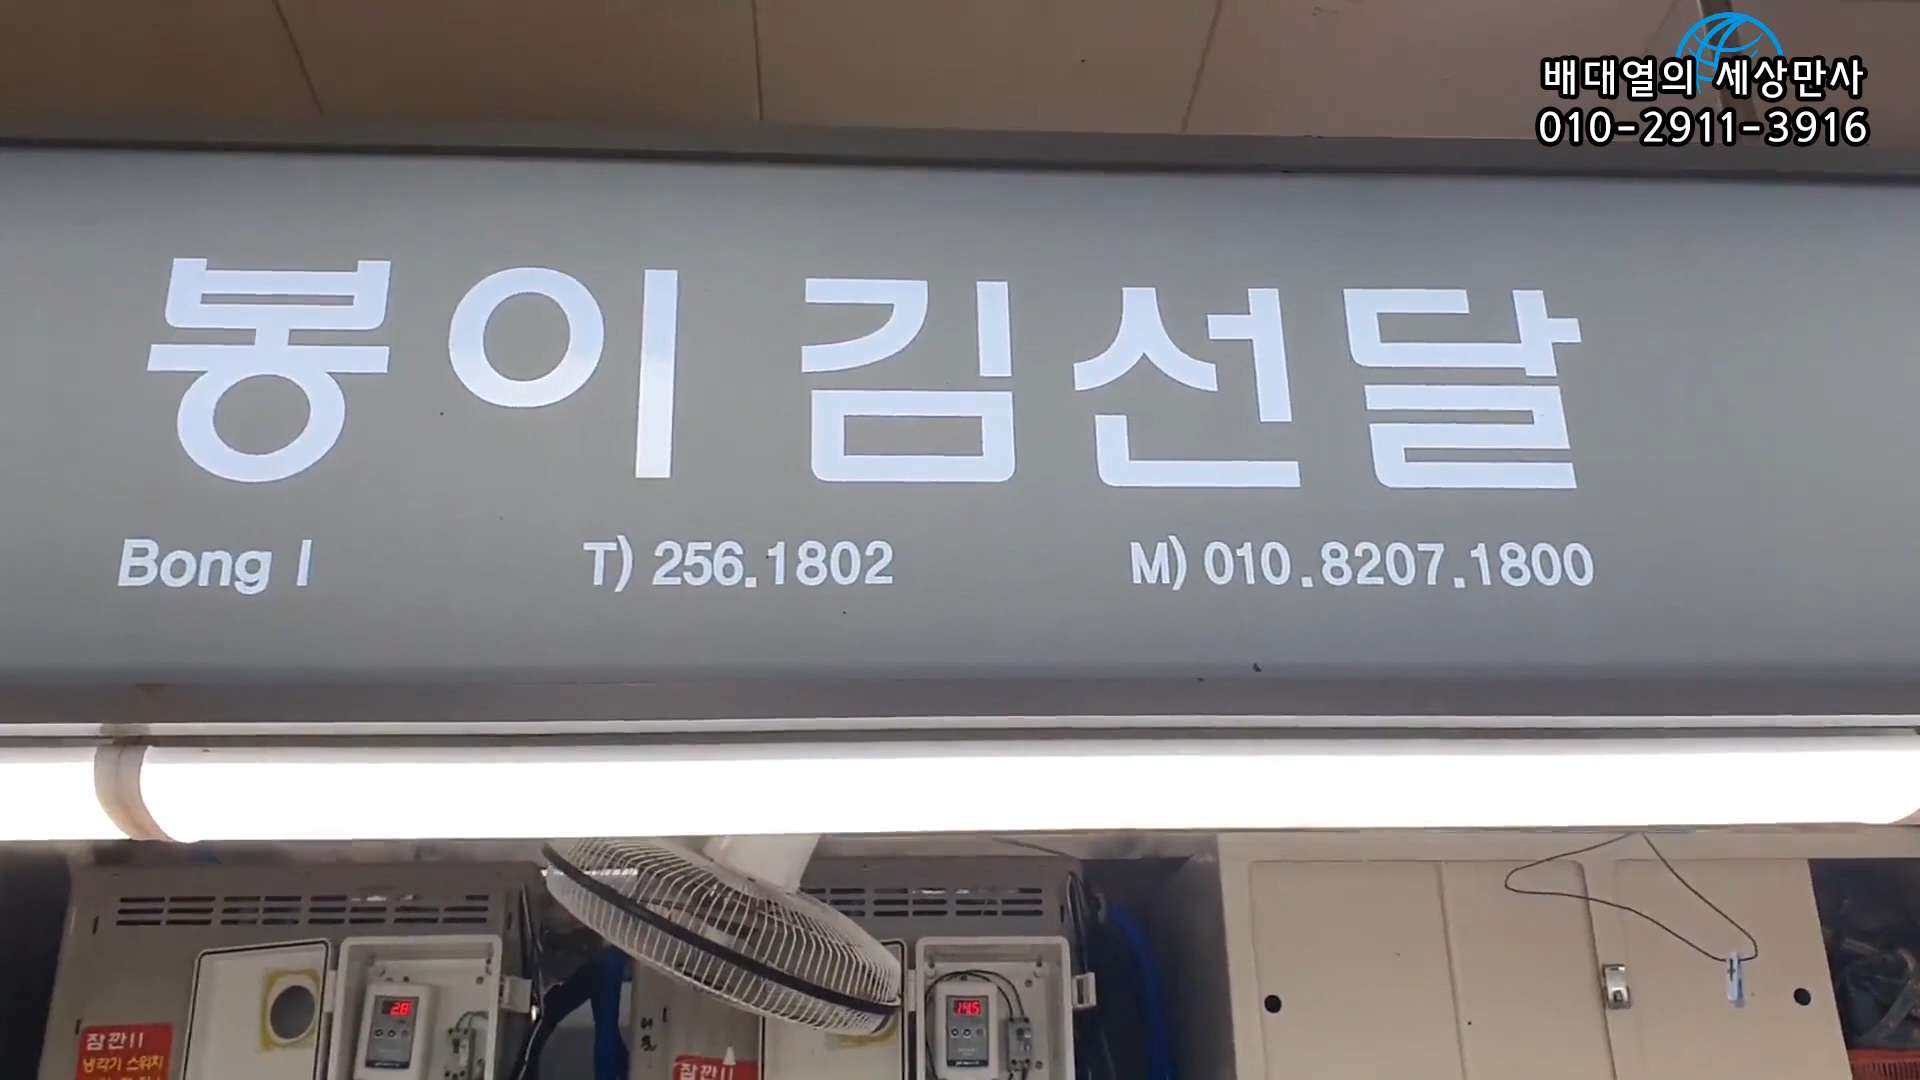 배대열의 세상만사
010-2911-3916
봉이 김선달
Bong I T) 256.1802 M) 010.8207.1800
잠깐!!
냉각기 스위치
잠깐!!